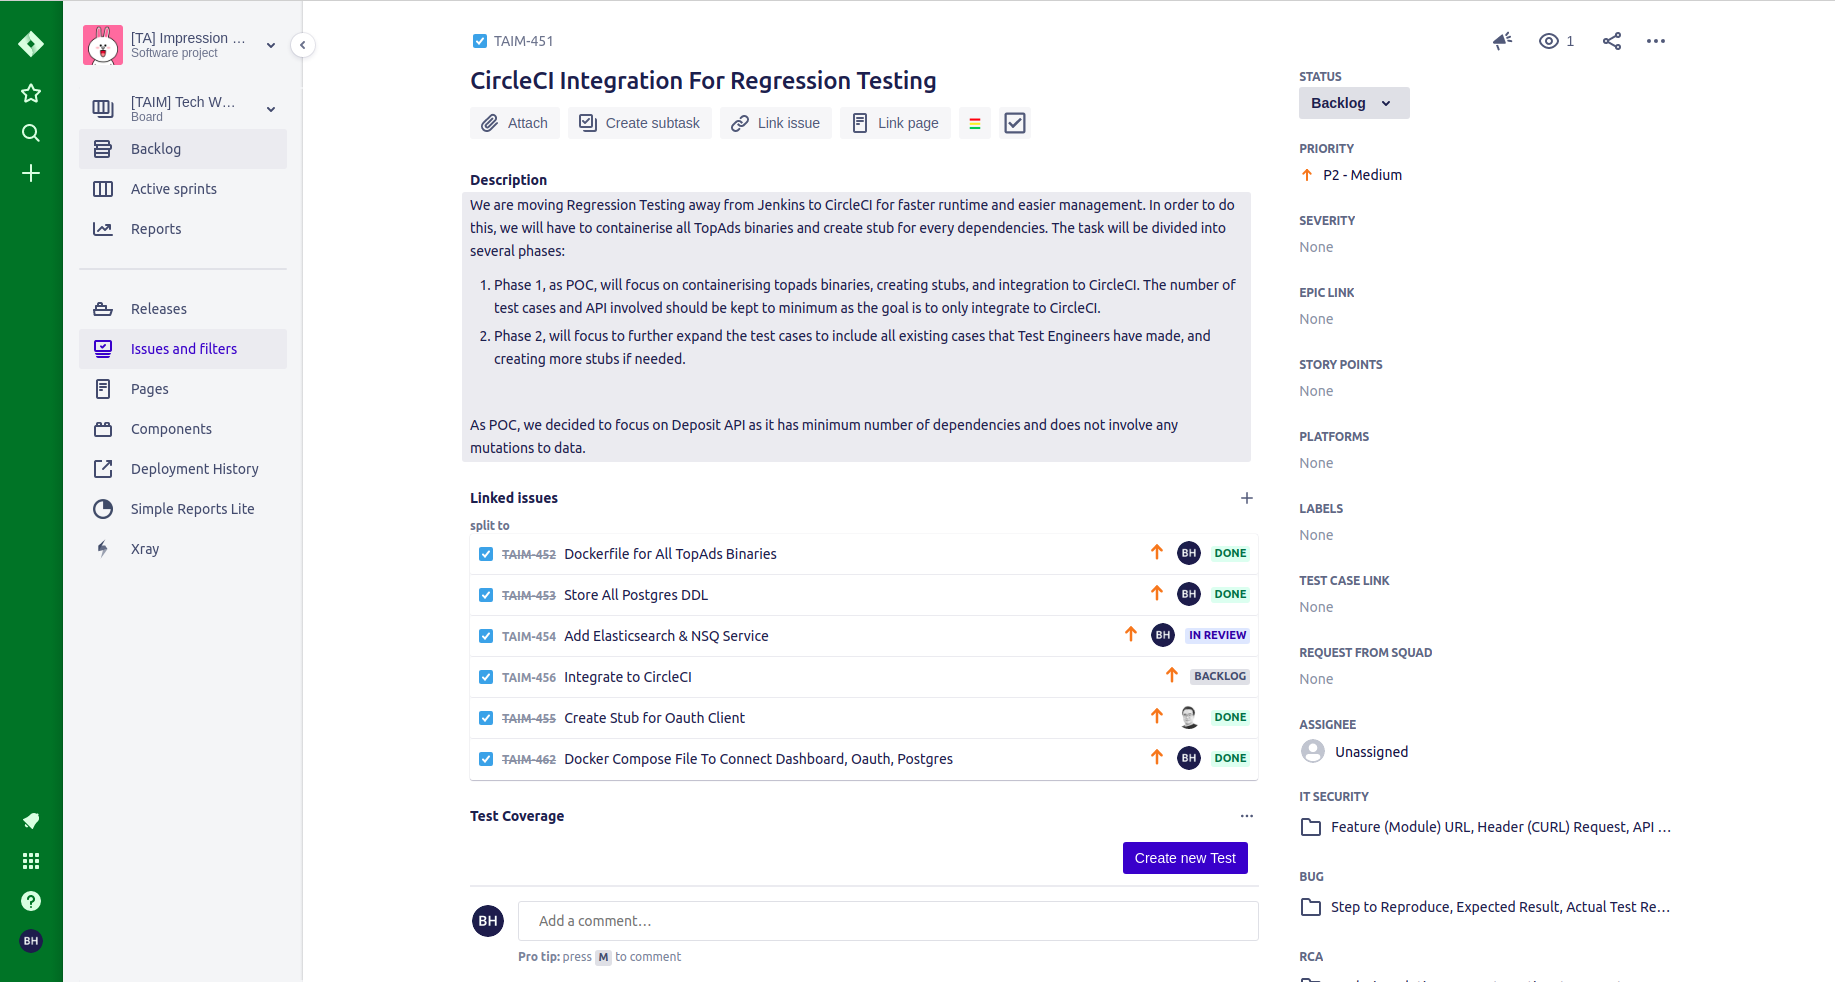 [TA] Impression ...
Software project
[TAIM] Tech W...
Board
Backlog
Active sprints
Reports
Releases
Issues and filters
Pages
Components
Deployment History
Simple Reports Lite
Xray
BH
TAIM-451
1
CircleCI Integration For Regression Testing
Attach
Create subtask
Link issue
Link page
Description
We are moving Regression Testing away from Jenkins to CircleCI for faster runtime and easier management. In order to do
this, we will have to containerise all TopAds binaries and create stub for every dependencies. The task will be divided into
several phases:
1. Phase 1, as POC, will focus on containerising topads binaries, creating stubs, and integration to CircleCI. The number of
test cases and API involved should be kept to minimum as the goal is to only integrate to CircleCI.
2. Phase 2, will focus to further expand the test cases to include all existing cases that Test Engineers have made, and
creating more stubs if needed.
As POC, we decided to focus on Deposit API as it has minimum number of dependencies and does not involve any
mutations to data.
Linked issues
split to
TAIM-452 Dockerfile for All TopAds Binaries BH DONE
TAIM-453 Store All Postgres DDL BH DONE
TAIM-454 Add Elasticsearch & NSQ Service BH IN REVIEW
TAIM-456 Integrate to CircleCI BACKLOG
TAIM-455 Create Stub for Oauth Client DONE
TAIM-462 Docker Compose File To Connect Dashboard, Oauth, Postgres BH DONE
Test Coverage
Create new Test
BH
Add a comment...
Pro tip: press M to comment
STATUS
Backlog
PRIORITY
P2 - Medium
SEVERITY
None
EPIC LINK
None
STORY POINTS
None
PLATFORMS
None
LABELS
None
TEST CASE LINK
None
REQUEST FROM SQUAD
None
ASSIGNEE
Unassigned
IT SECURITY
Feature (Module) URL, Header (CURL) Request, API ...
BUG
Step to Reproduce, Expected Result, Actual Test Re...
RCA